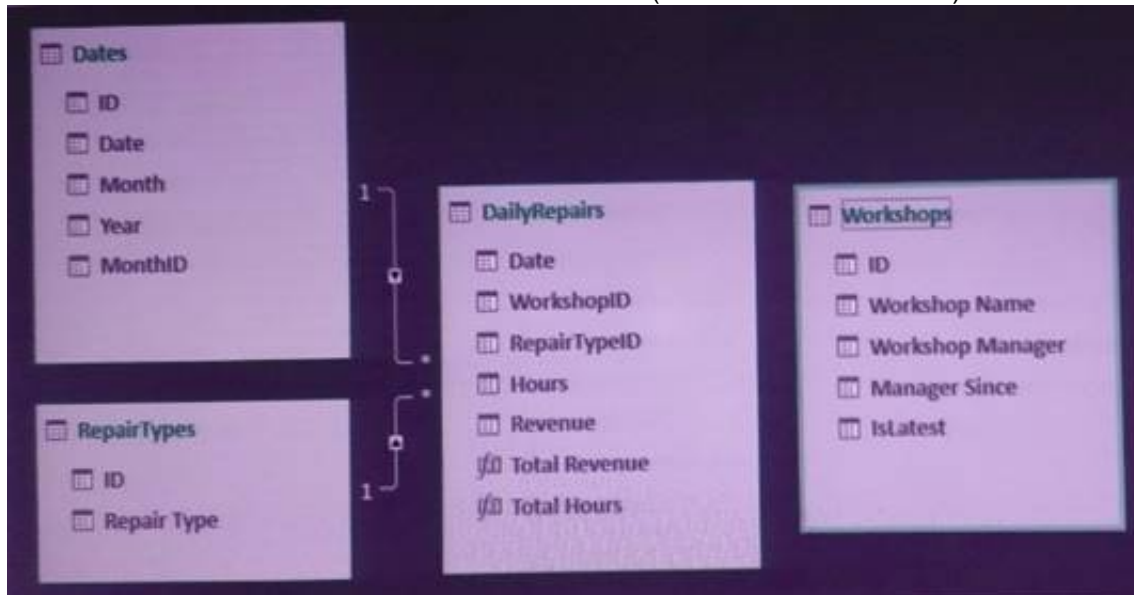 Dates
ID
Date
Month
Year
MonthID
1
*
RepairTypes
ID
Repair Type
1
*
DailyRepairs
Date
WorkshopID
RepairTypeID
Hours
Revenue
Total Revenue
Total Hours
Workshops
ID
Workshop Name
Workshop Manager
Manager Since
IsLatest